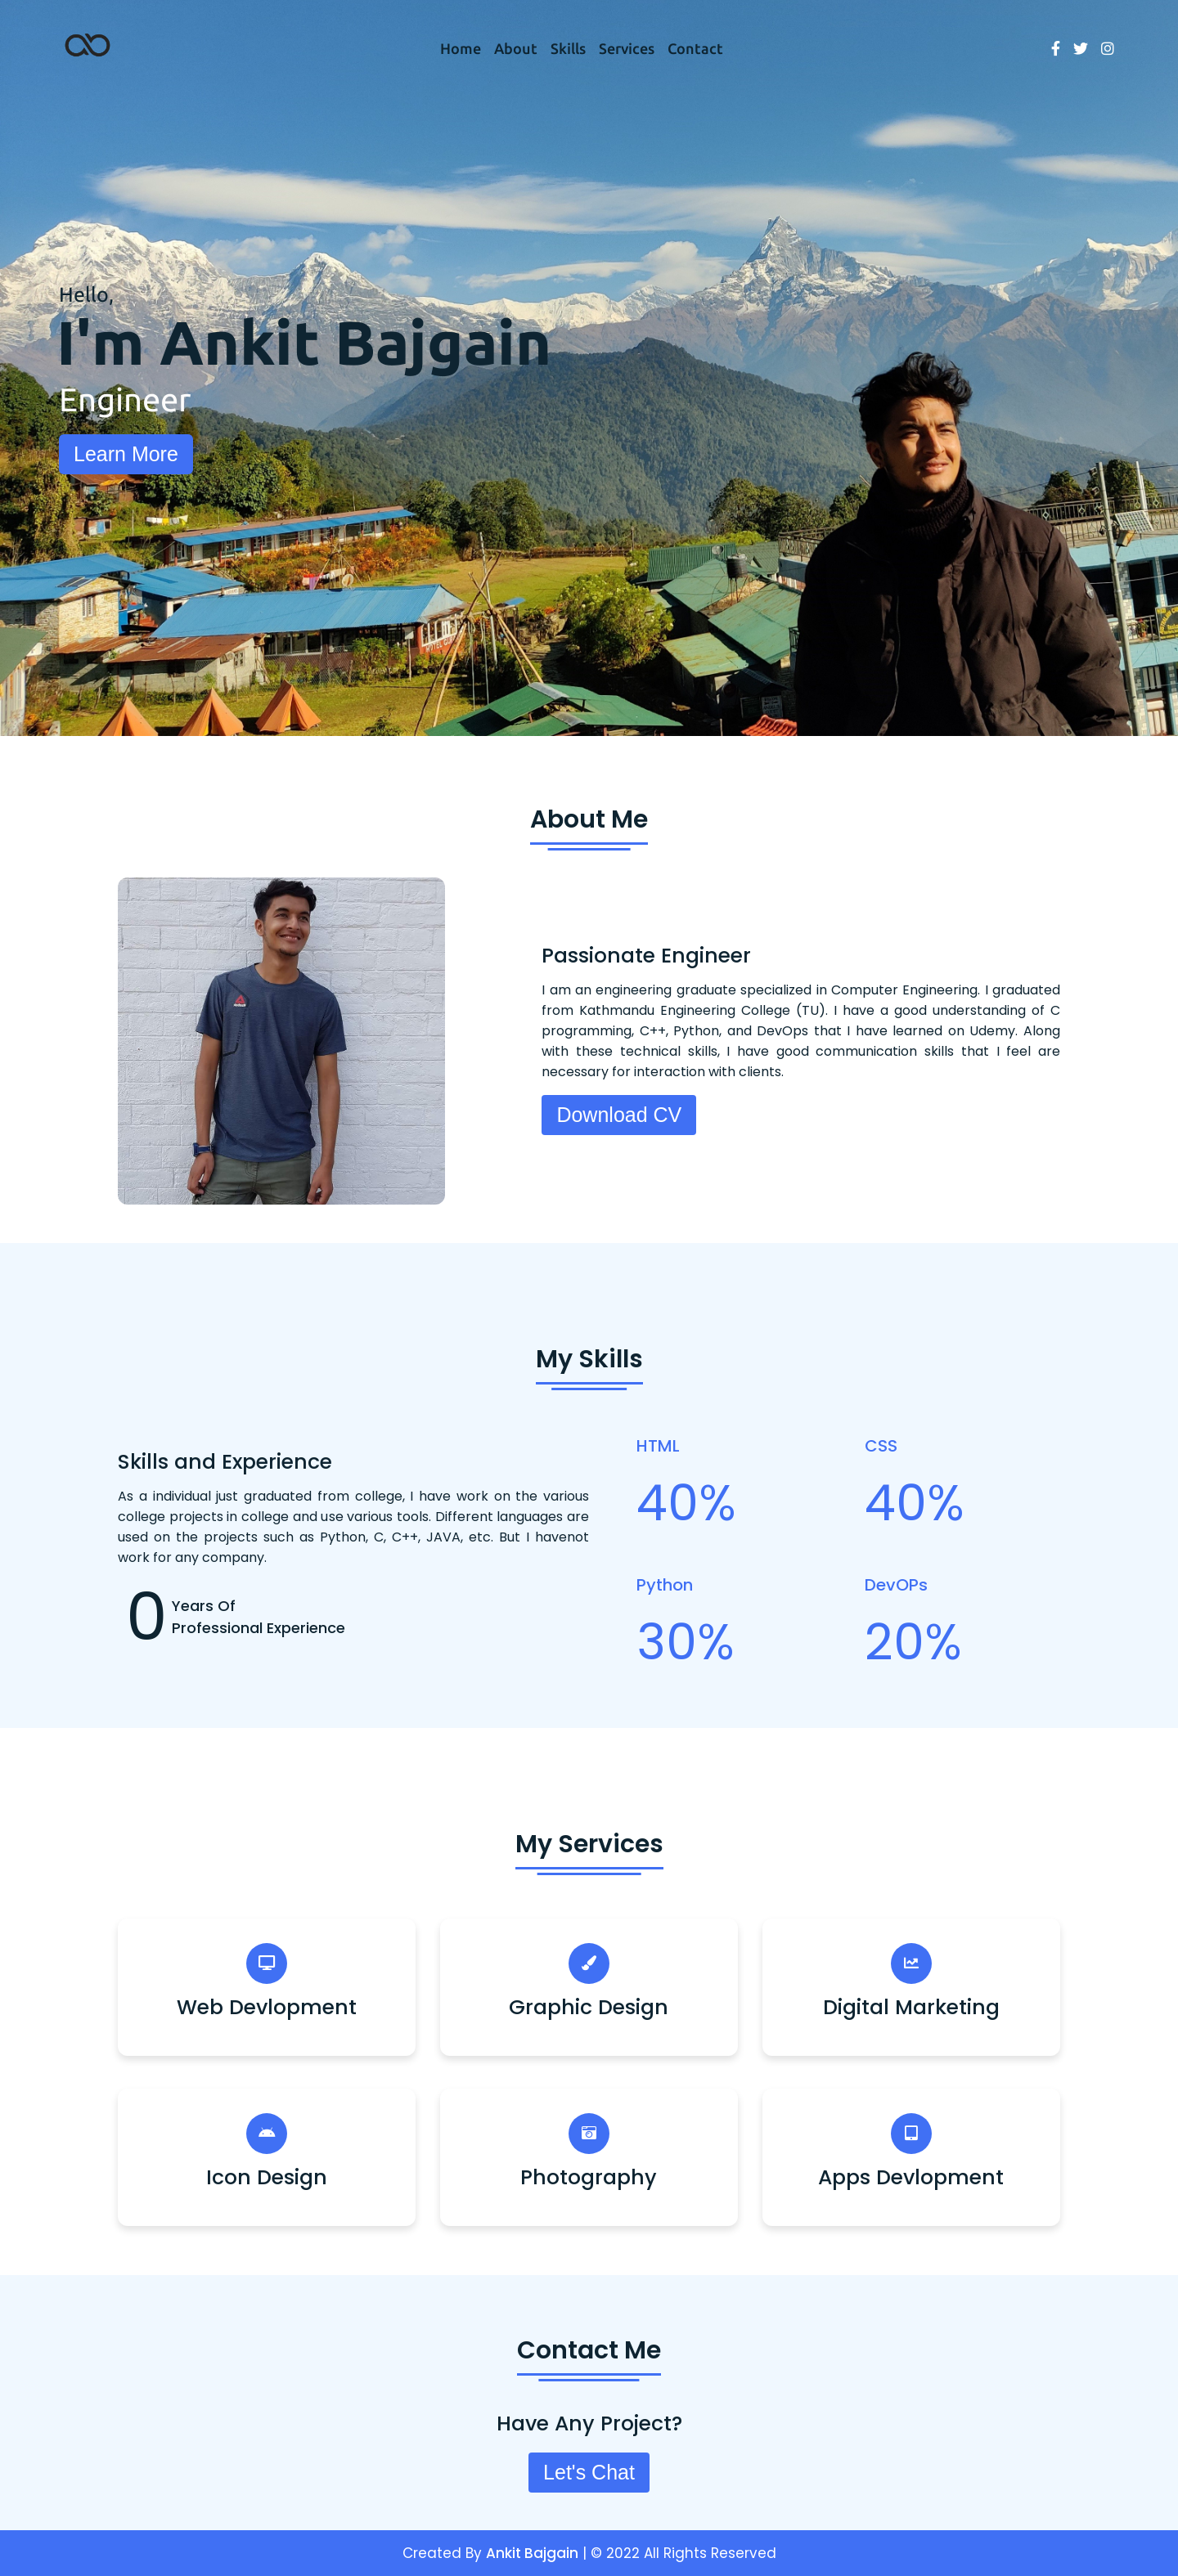 Home About Skills Services Contact
Hello,
I'm Ankit Bajgain
Engineer
Learn More
About Me
Passionate Engineer
I am an engineering graduate specialized in Computer Engineering. I graduated
from Kathmandu Engineering College (TU). I have a good understanding of C
programming, C++, Python, and DevOps that I have learned on Udemy. Along
with these technical skills, I have good communication skills that I feel are
necessary for interaction with clients.
Download CV
My Skills
Skills and Experience
As a individual just graduated from college, I have work on the various
college projects in college and use various tools. Different languages are
used on the projects such as Python, C, C++, JAVA, etc. But I havenot
work for any company.
0 Years Of
Professional Experience
HTML
40%
CSS
40%
Python
30%
DevOPs
20%
My Services
Web Devlopment
Graphic Design
Digital Marketing
Icon Design
Photography
Apps Devlopment
Contact Me
Have Any Project?
Let's Chat
Created By Ankit Bajgain | © 2022 All Rights Reserved